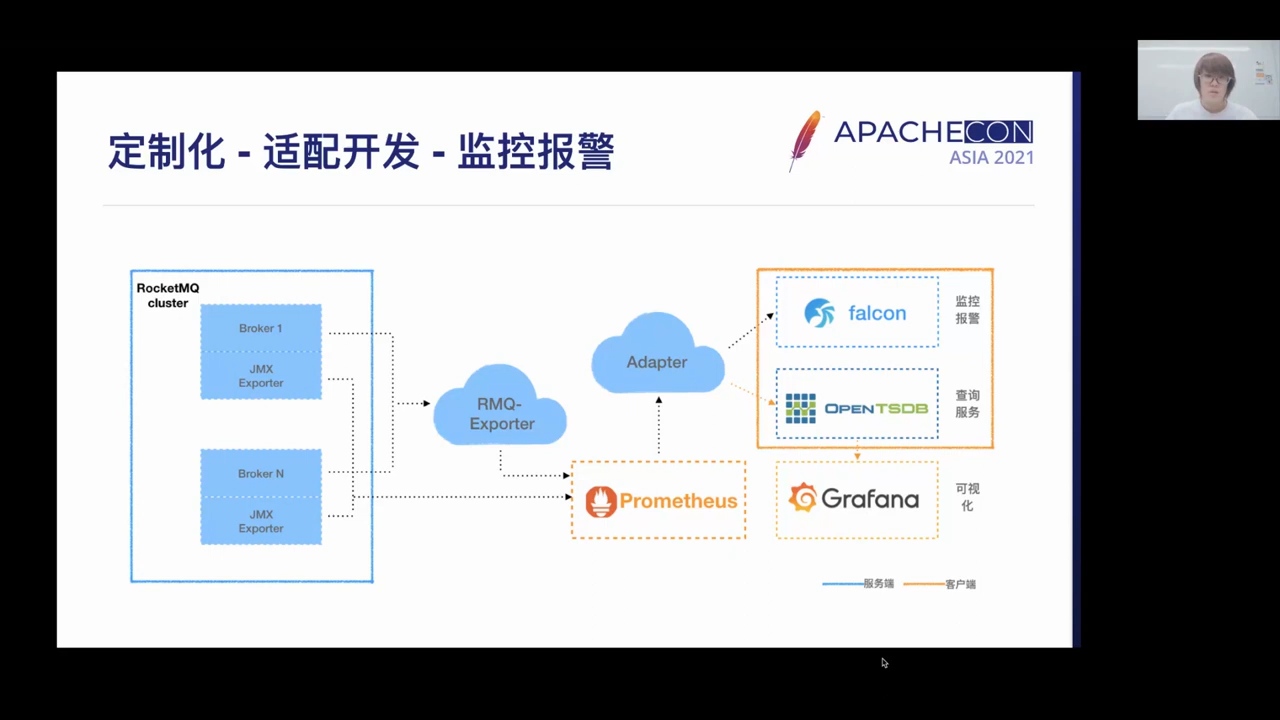 定制化 - 适配开发 - 监控报警
APACHECON
ASIA 2021
RocketMQ
cluster
Broker 1
JMX
Exporter
Broker N
JMX
Exporter
RMQ-
Exporter
Adapter
Prometheus
falcon
监控
报警
OPENTSDB
查询
服务
Grafana
可视
化
服务端
客户端